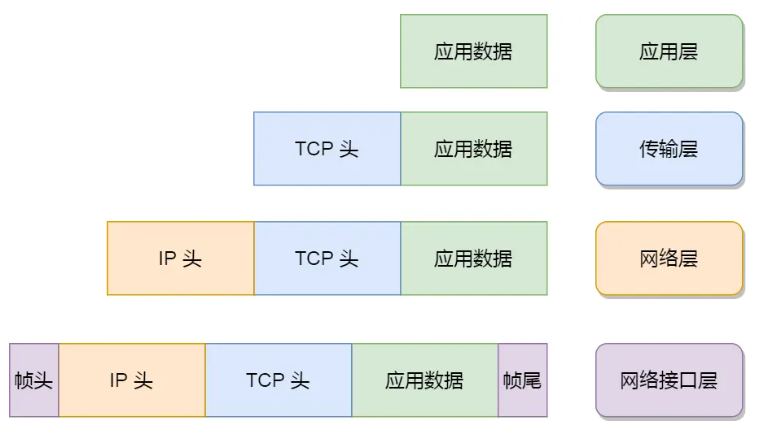 应用数据 应用层
TCP 头 应用数据 传输层
IP 头 TCP 头 应用数据 网络层
帧头 IP 头 TCP 头 应用数据 帧尾 网络接口层